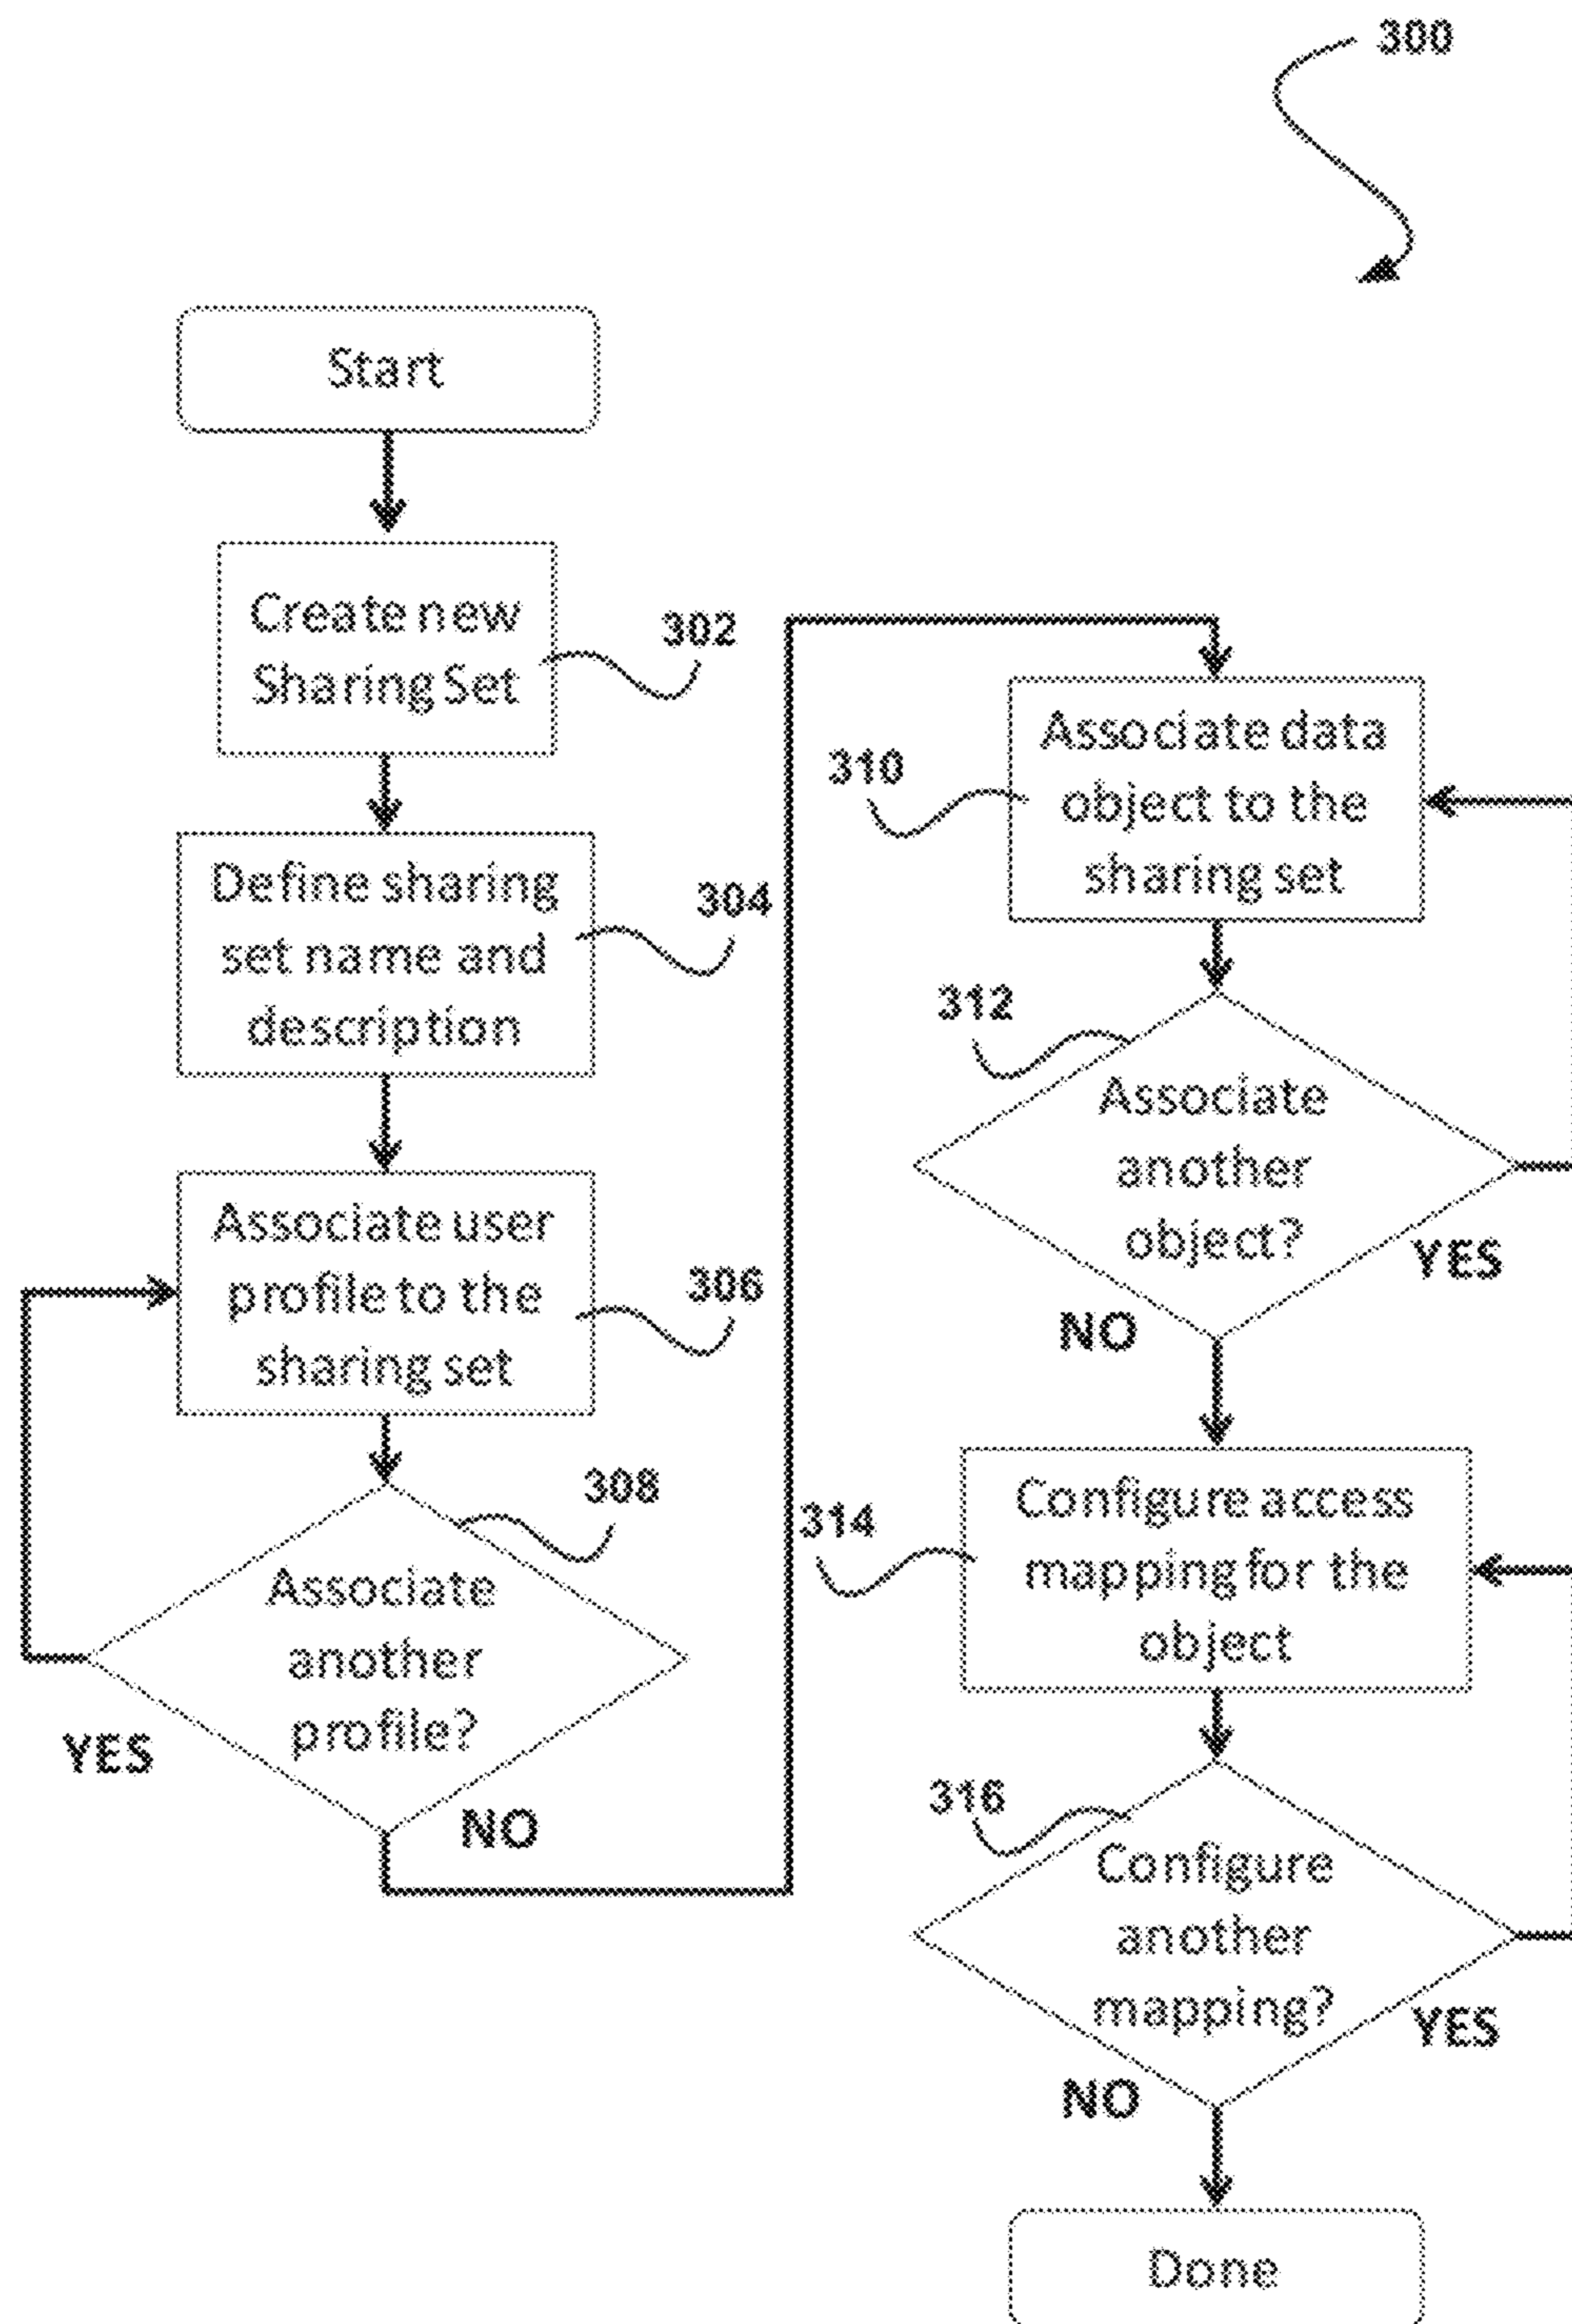 300
Start
Create new
Sharing Set
302
Define sharing
set name and
description
304
Associate user
profile to the
sharing set
306
308
Associate
another
profile?
YES
NO
310
Associate data
object to the
sharing set
312
Associate
another
object?
YES
NO
314
Configure access
mapping for the
object
316
Configure
another
mapping?
YES
NO
Done